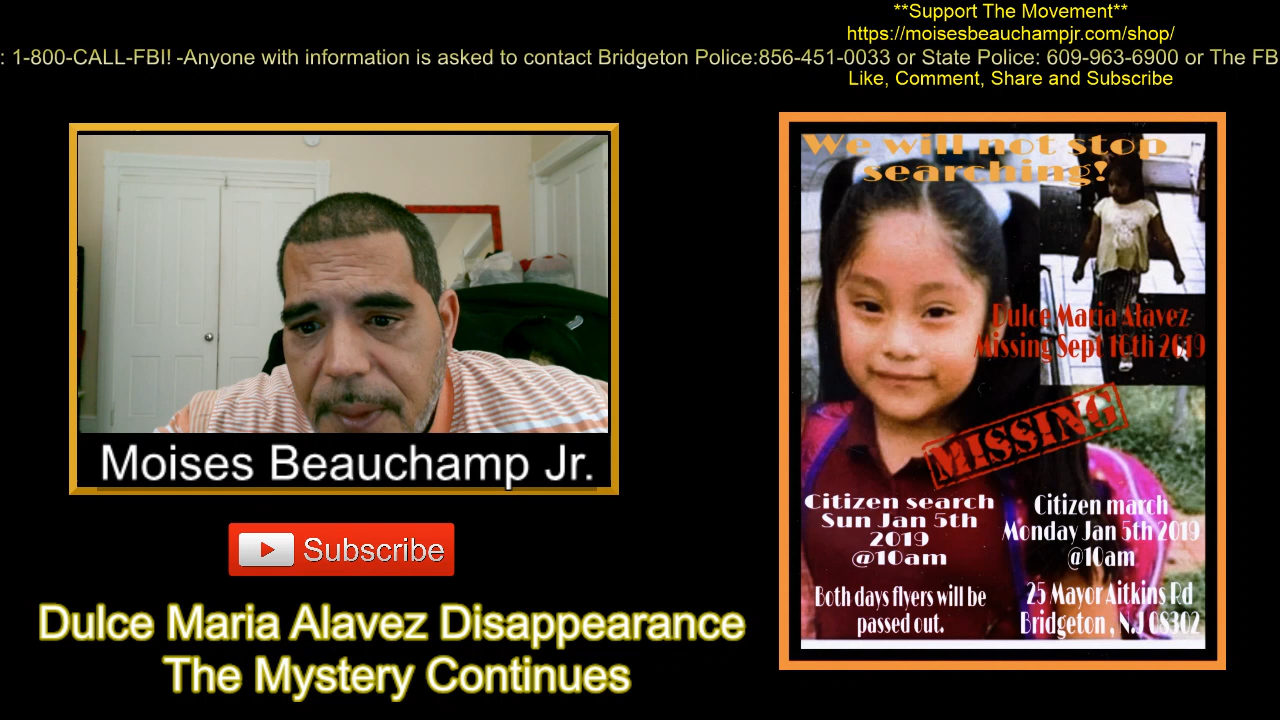 **Support The Movement**
https://moisesbeauchampjr.com/shop/
: 1-800-CALL-FBI! -Anyone with information is asked to contact Bridgeton Police:856-451-0033 or State Police: 609-963-6900 or The FB
Like, Comment, Share and Subscribe
Moises Beauchamp Jr.
Subscribe
Dulce Maria Alavez Disappearance
The Mystery Continues
We will not stop
searching!
Dulce Maria Alavez
Missing Sept 16th 2019
MISSING
Citizen search
Sun Jan 5th
2019
@10am
Both days flyers will be
passed out.
Citizen march
Monday Jan 5th 2019
@10am
25 Mayor Aitkins Rd
Bridgeton , N.J 08302